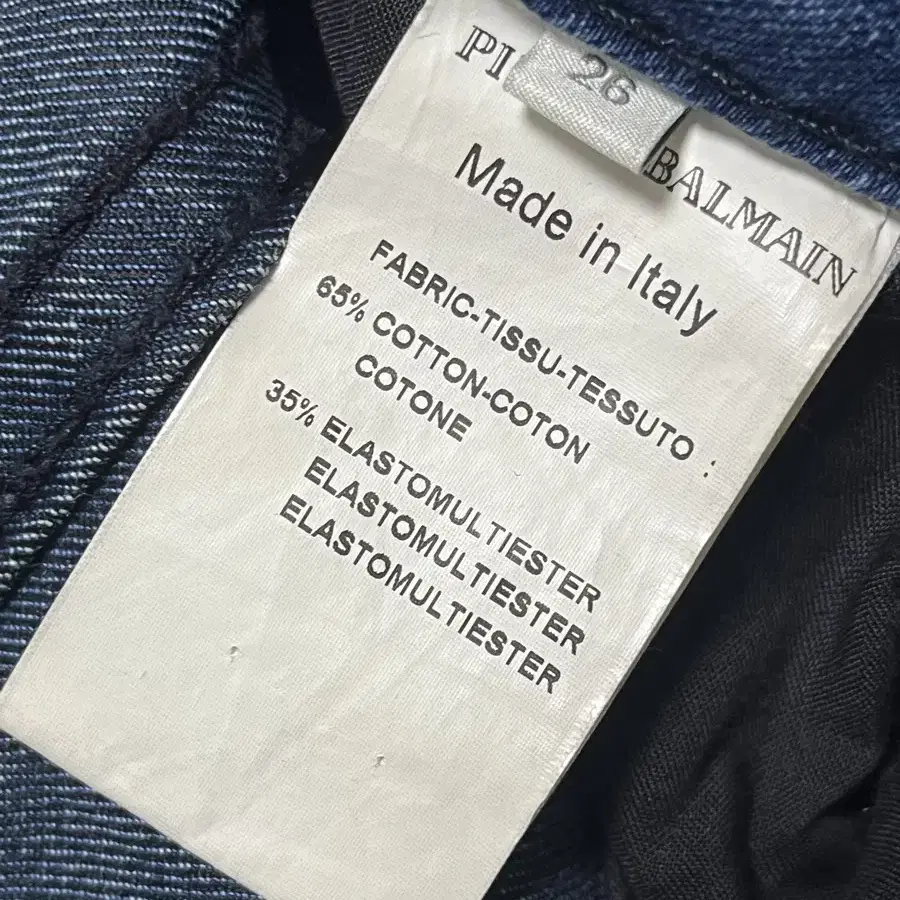 PI
26
BALMAIN
Made in Italy
FABRIC-TISSU-TESSUTO :
65% COTTON-COTON
COTONE
35% ELASTOMULTIESTER
ELASTOMULTIESTER
ELASTOMULTIESTER